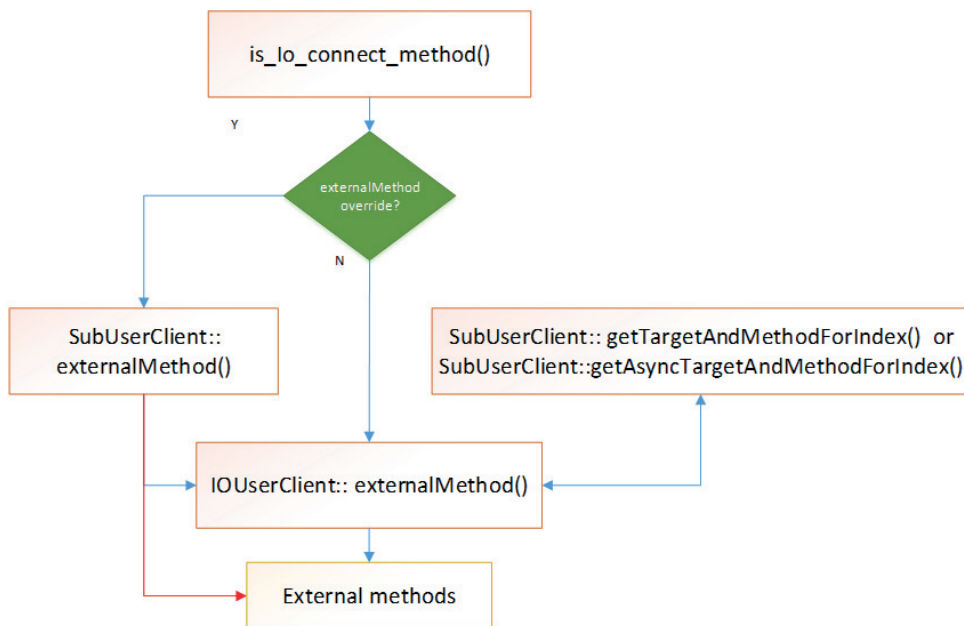 is_Io_connect_method()
Y
externalMethod
override?
N
SubUserClient::
externalMethod()
SubUserClient:: getTargetAndMethodForIndex() or
SubUserClient::getAsyncTargetAndMethodForIndex()
IOUserClient:: externalMethod()
External methods